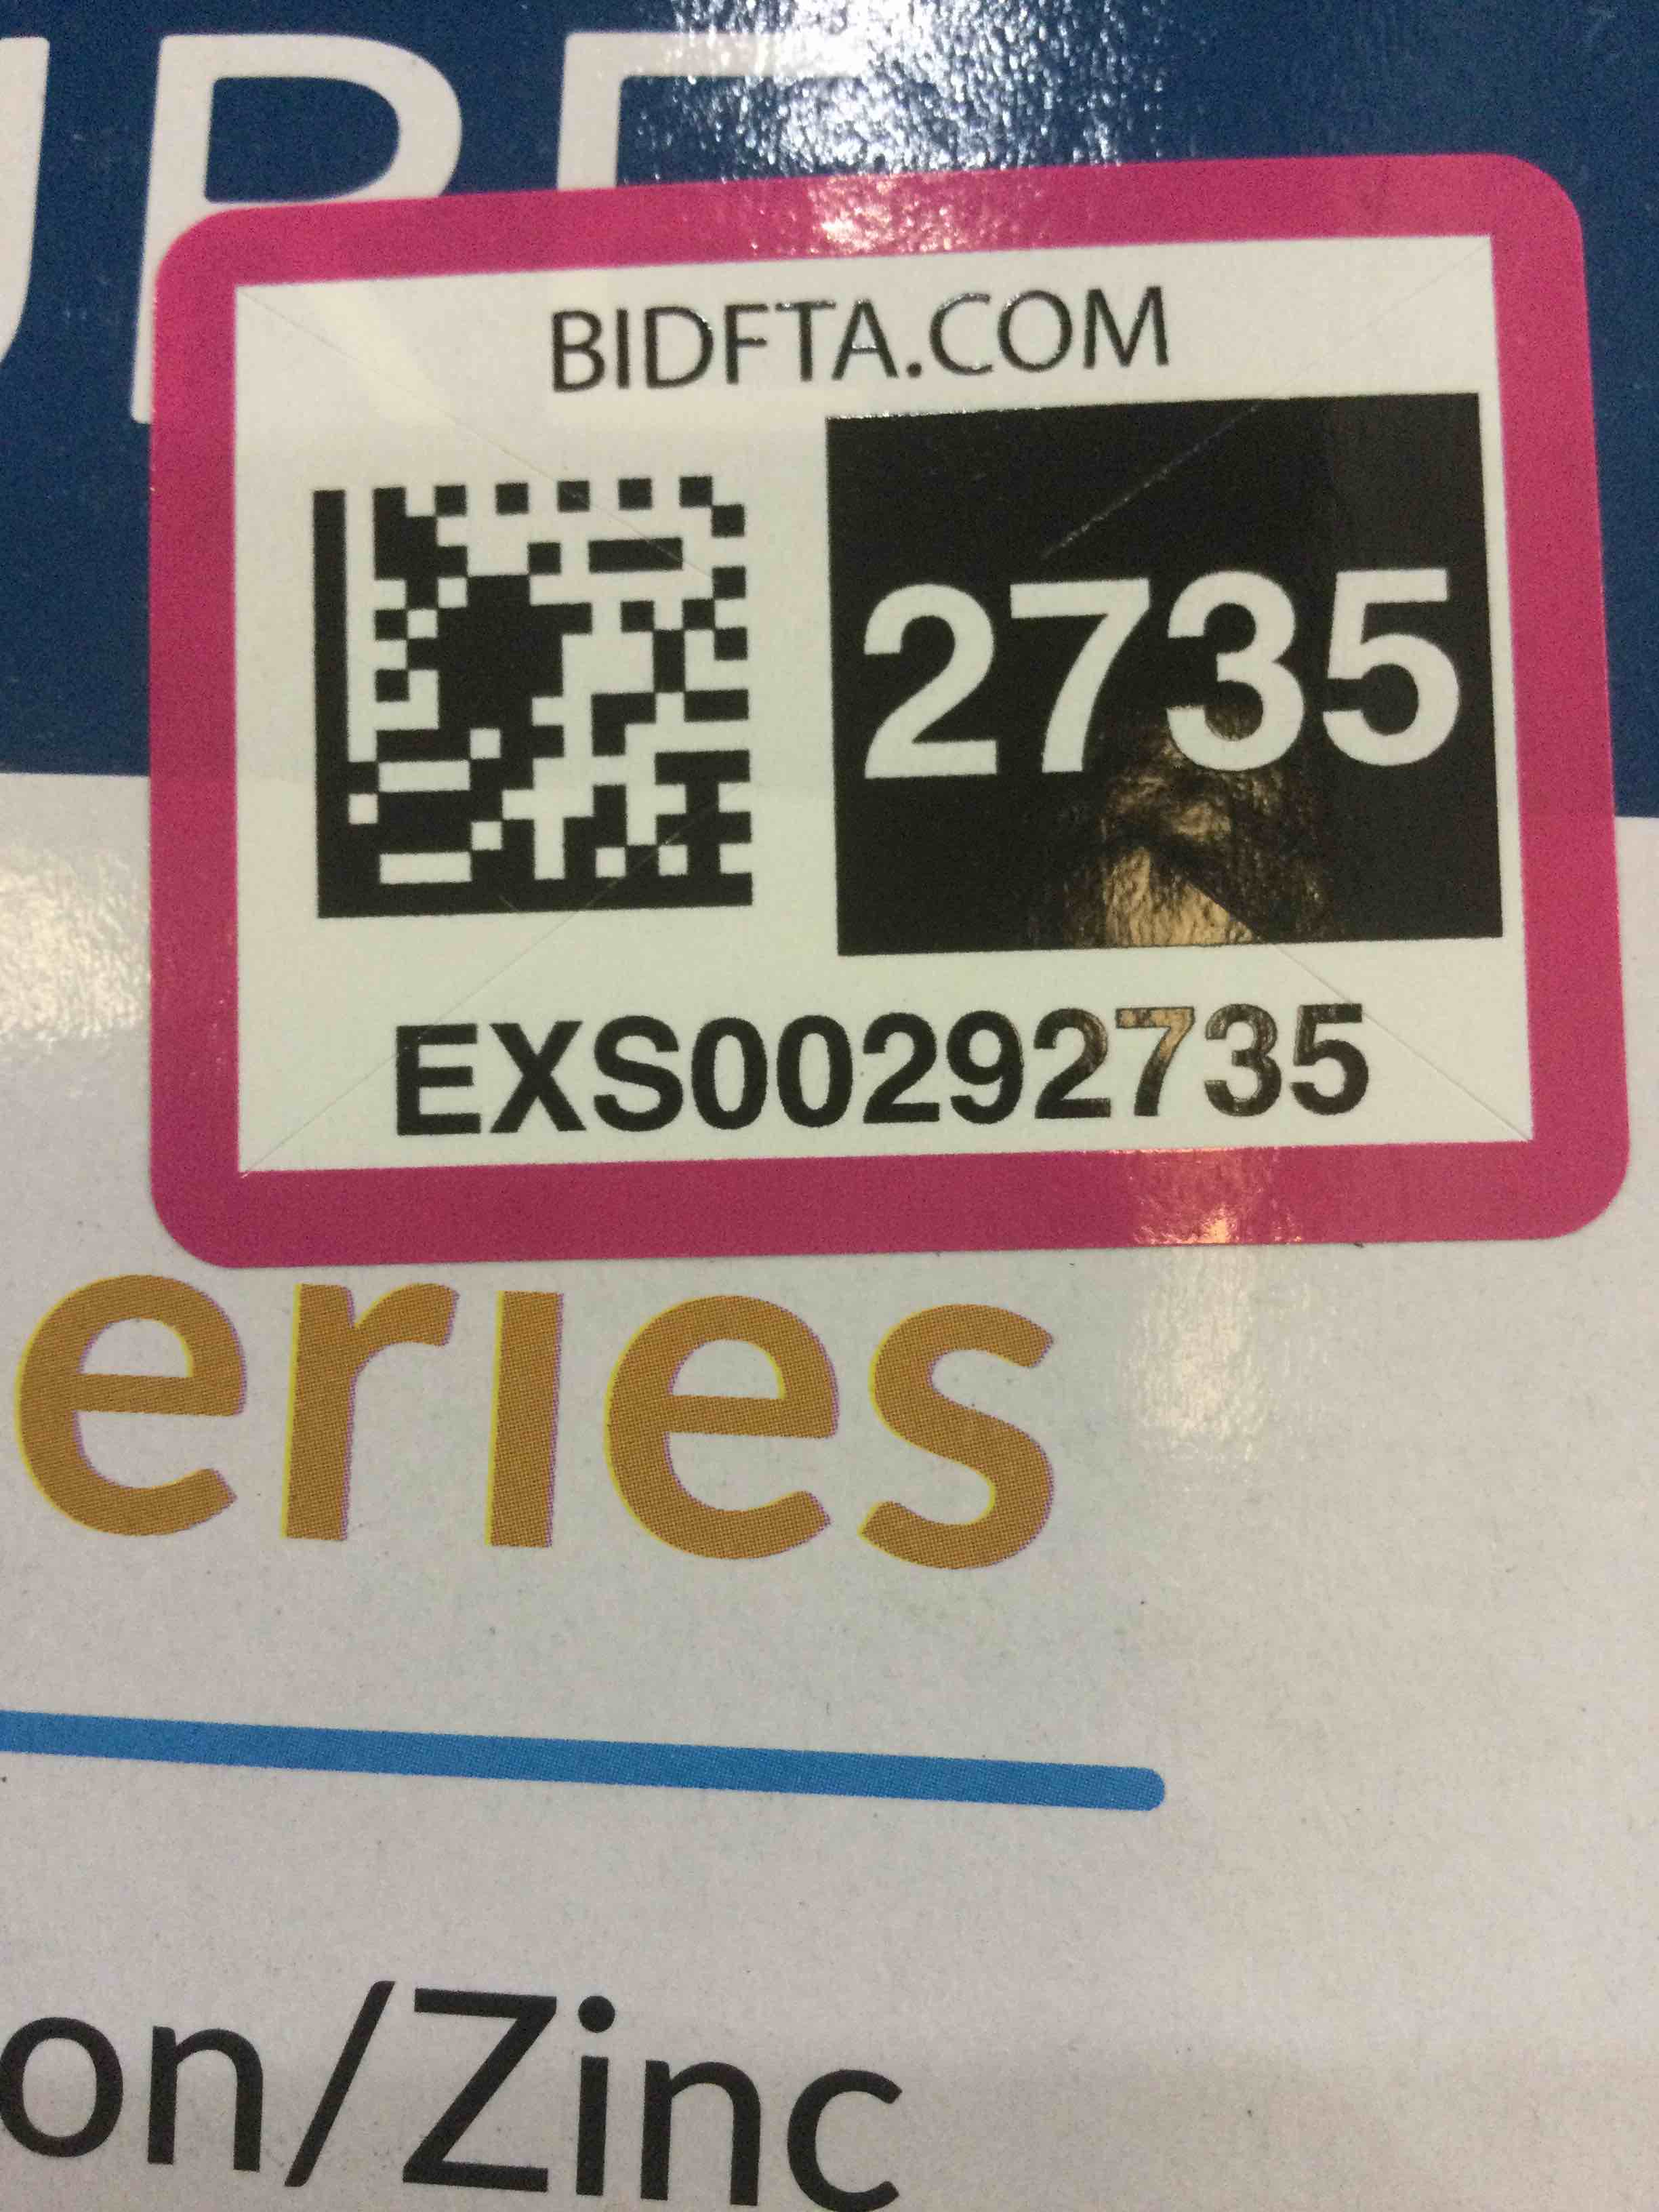 BIDFTA.COM
2735
EXS00292735
eries
on/Zinc